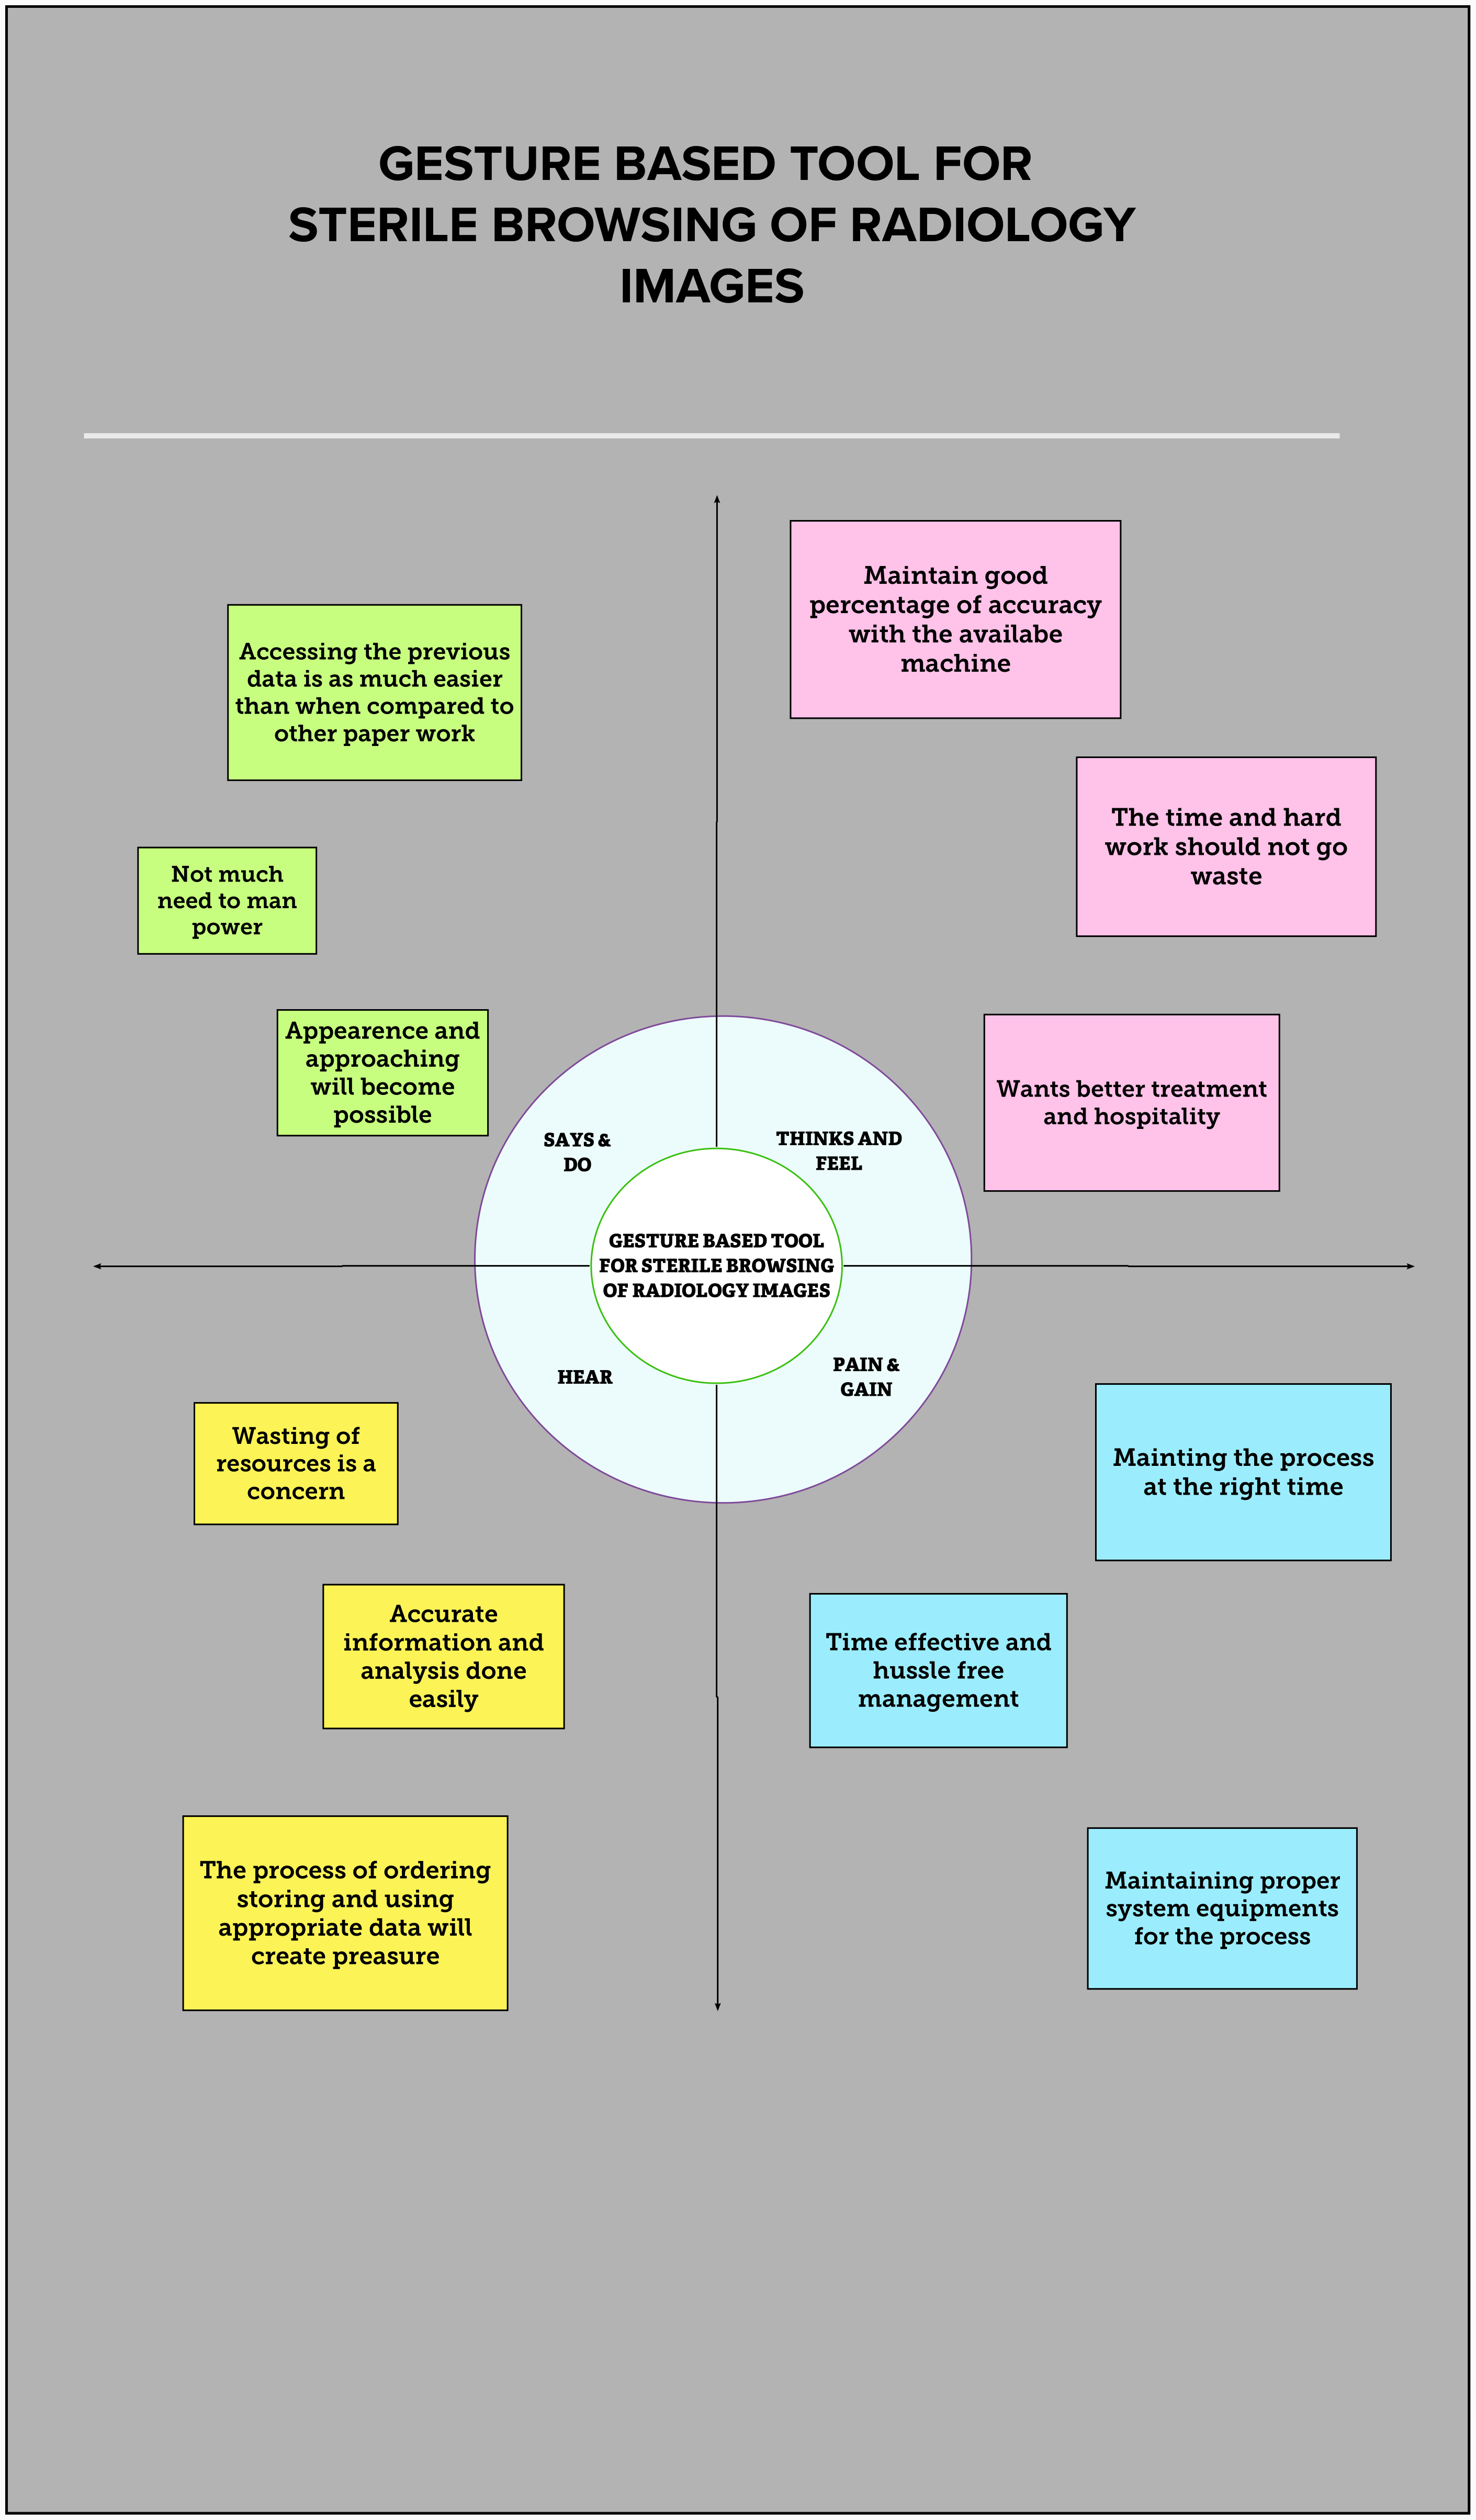 GESTURE BASED TOOL FOR
STERILE BROWSING OF RADIOLOGY
IMAGES
Accessing the previous
data is as much easier
than when compared to
other paper work
Not much
need to man
power
Appearence and
approaching
will become
possible
Maintain good
percentage of accuracy
with the availabe
machine
The time and hard
work should not go
waste
Wants better treatment
and hospitality
SAYS &
DO
THINKS AND
FEEL
GESTURE BASED TOOL
FOR STERILE BROWSING
OF RADIOLOGY IMAGES
HEAR
PAIN &
GAIN
Wasting of
resources is a
concern
Accurate
information and
analysis done
easily
The process of ordering
storing and using
appropriate data will
create preasure
Mainting the process
at the right time
Time effective and
hussle free
management
Maintaining proper
system equipments
for the process